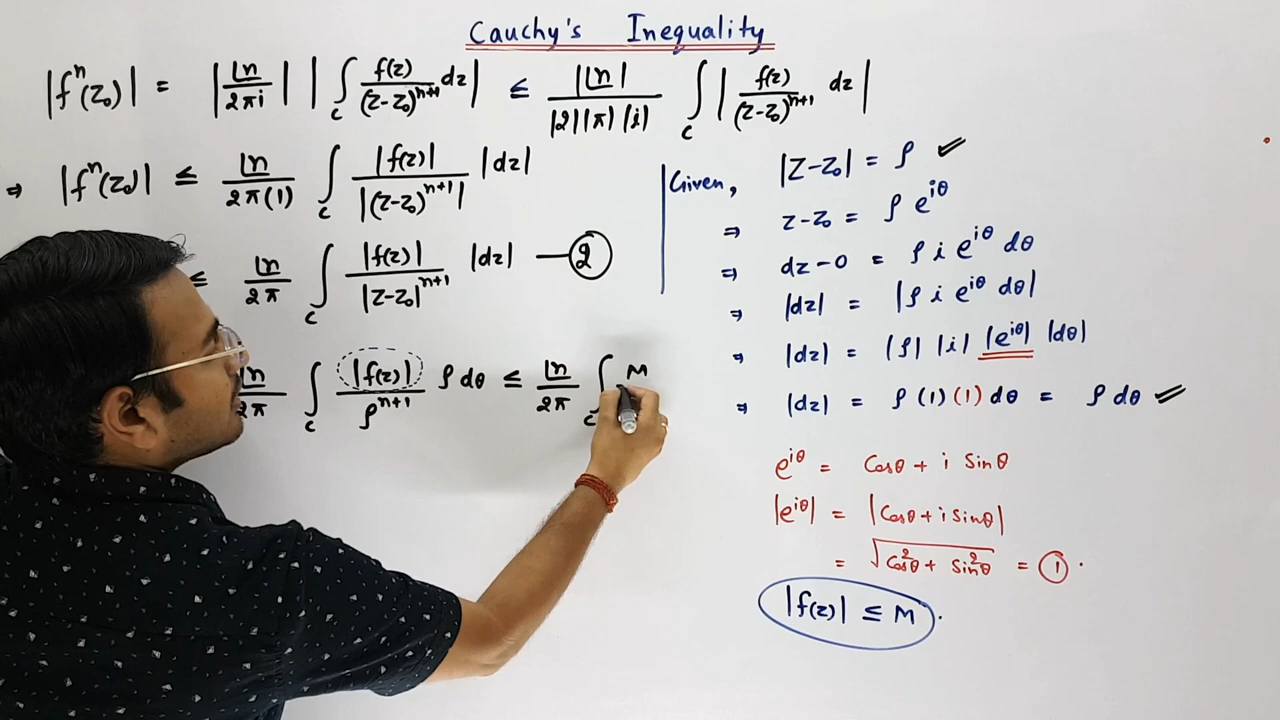 Cauchy's Inequality
|fⁿ(z₀)| = |⌊n/2πi| |∫_C f(z)/(z-z₀)ⁿ⁺¹ dz| ≤ |⌊n|/|2||π||i| ∫_C |f(z)/(z-z₀)ⁿ⁺¹ dz|
⇒ |fⁿ(z₀)| ≤ ⌊n/2π(1) ∫_C |f(z)|/|(z-z₀)ⁿ⁺¹| |dz|
≤ ⌊n/2π ∫_C |f(z)|/|z-z₀|ⁿ⁺¹ |dz| — 2
⌊n/2π ∫_C |f(z)|/ρⁿ⁺¹ ρ dθ ≤ ⌊n/2π ∫_C M
Given, |z-z₀| = ρ
⇒ z-z₀ = ρ e^{iθ}
⇒ dz-0 = ρ i e^{iθ} dθ
⇒ |dz| = |ρ i e^{iθ} dθ|
⇒ |dz| = |ρ| |i| |e^{iθ}| |dθ|
⇒ |dz| = ρ (1) (1) dθ = ρ dθ
e^{iθ} = Cosθ + i Sinθ
|e^{iθ}| = |Cosθ + i Sinθ|
= √(Cos²θ + Sin²θ) = 1.
|f(z)| ≤ M.